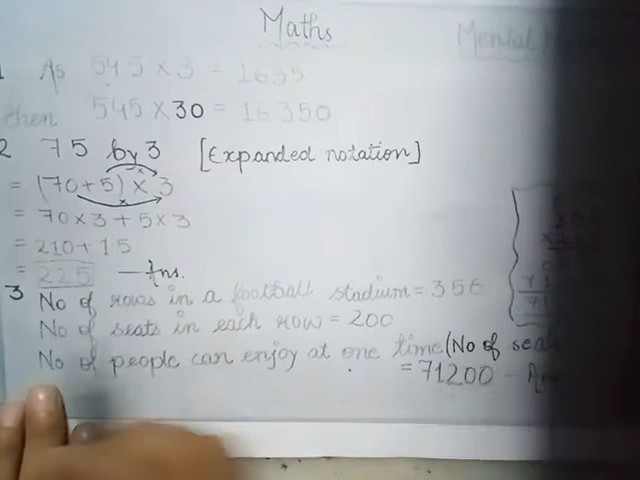 Maths
Mental
1 As 545 × 3 = 1635
then 545 × 30 = 16350
2 75 by 3 [Expanded notation]
= (70+5) × 3
= 70 × 3 + 5 × 3
= 210 + 15
= 225 — Ans.
3 No of rows in a football stadium = 356
No of seats in each row = 200
No of people can enjoy at one time (No of
= 71200 -